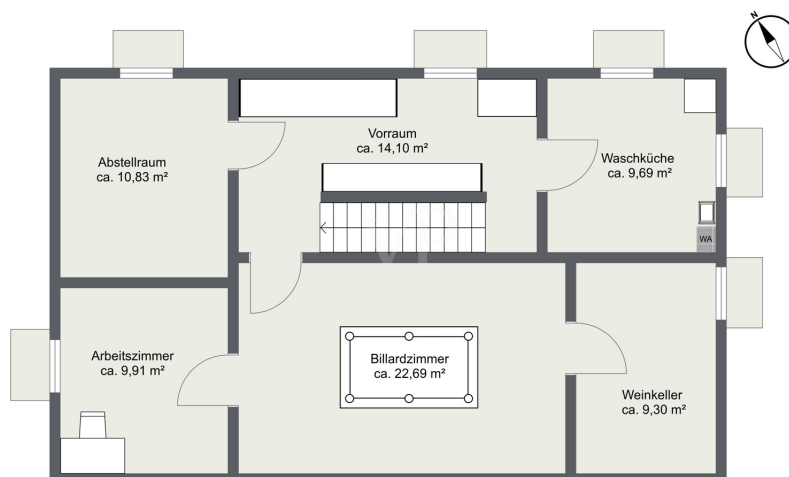 N
Abstellraum
ca. 10,83 m²
Vorraum
ca. 14,10 m²
Waschküche
ca. 9,69 m²
WA
Arbeitszimmer
ca. 9,91 m²
Billardzimmer
ca. 22,69 m²
Weinkeller
ca. 9,30 m²